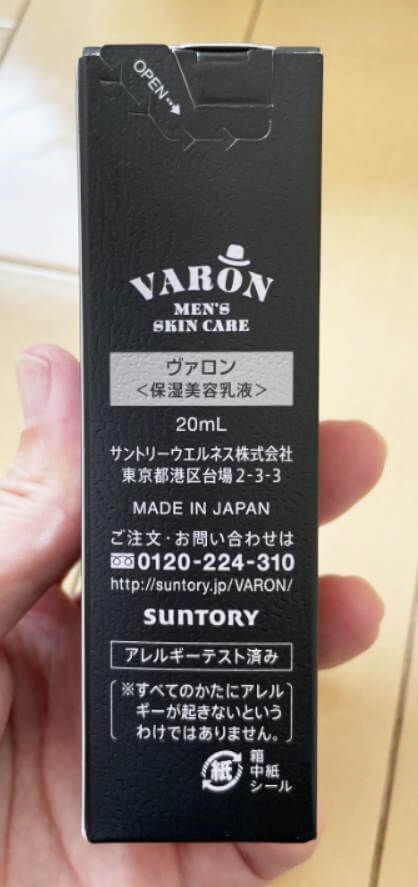 OPEN
VARON
MEN'S
SKIN CARE
ヴァロン
＜保湿美容乳液＞
20mL
サントリーウエルネス株式会社
東京都港区台場2-3-3
MADE IN JAPAN
ご注文・お問い合わせは
0120-224-310
http://suntory.jp/VARON/
SUNTORY
アレルギーテスト済み
※すべてのかたにアレル
ギーが起きないという
わけではありません。
紙
箱
中紙
シール